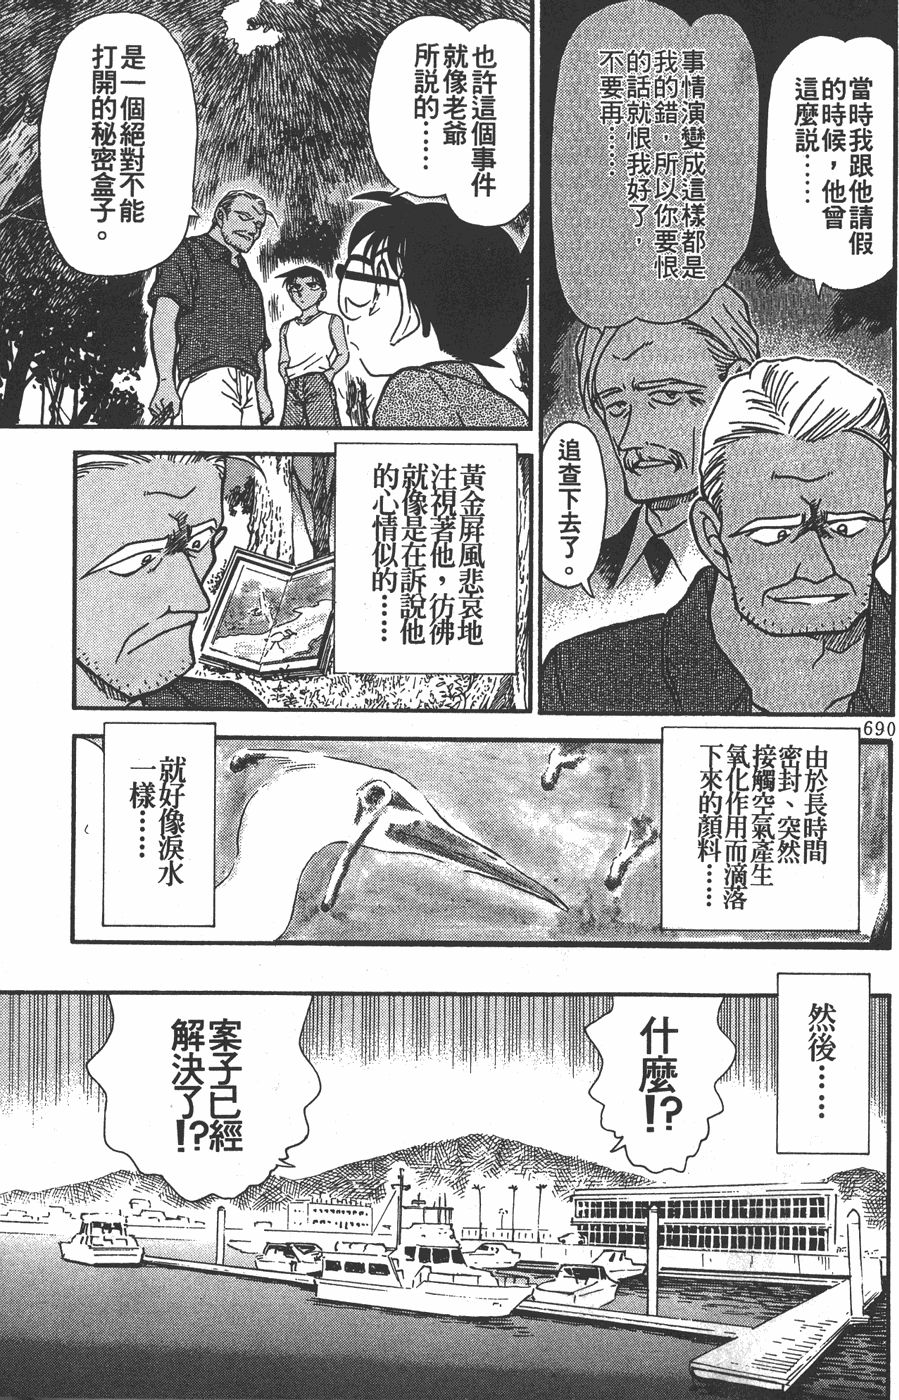 當時我跟他請假
的時候，他曾
這麼說……
事情演變成這樣都是
我的錯，所以你要恨
的話就恨我好了，
不要再……
追查下去了。
也許這個事件
就像老爺
所說的……
是一個絕對不能
打開的秘密盒子。
黃金屏風悲哀地
注視著他，彷彿
就像是在訴說他
的心情似的……
690
由於長時間
密封、突然
接觸空氣產生
氧化作用而滴落
下來的顏料……
就好像淚水
一樣……
然後……
什麼!?
案子已經
解決了!?